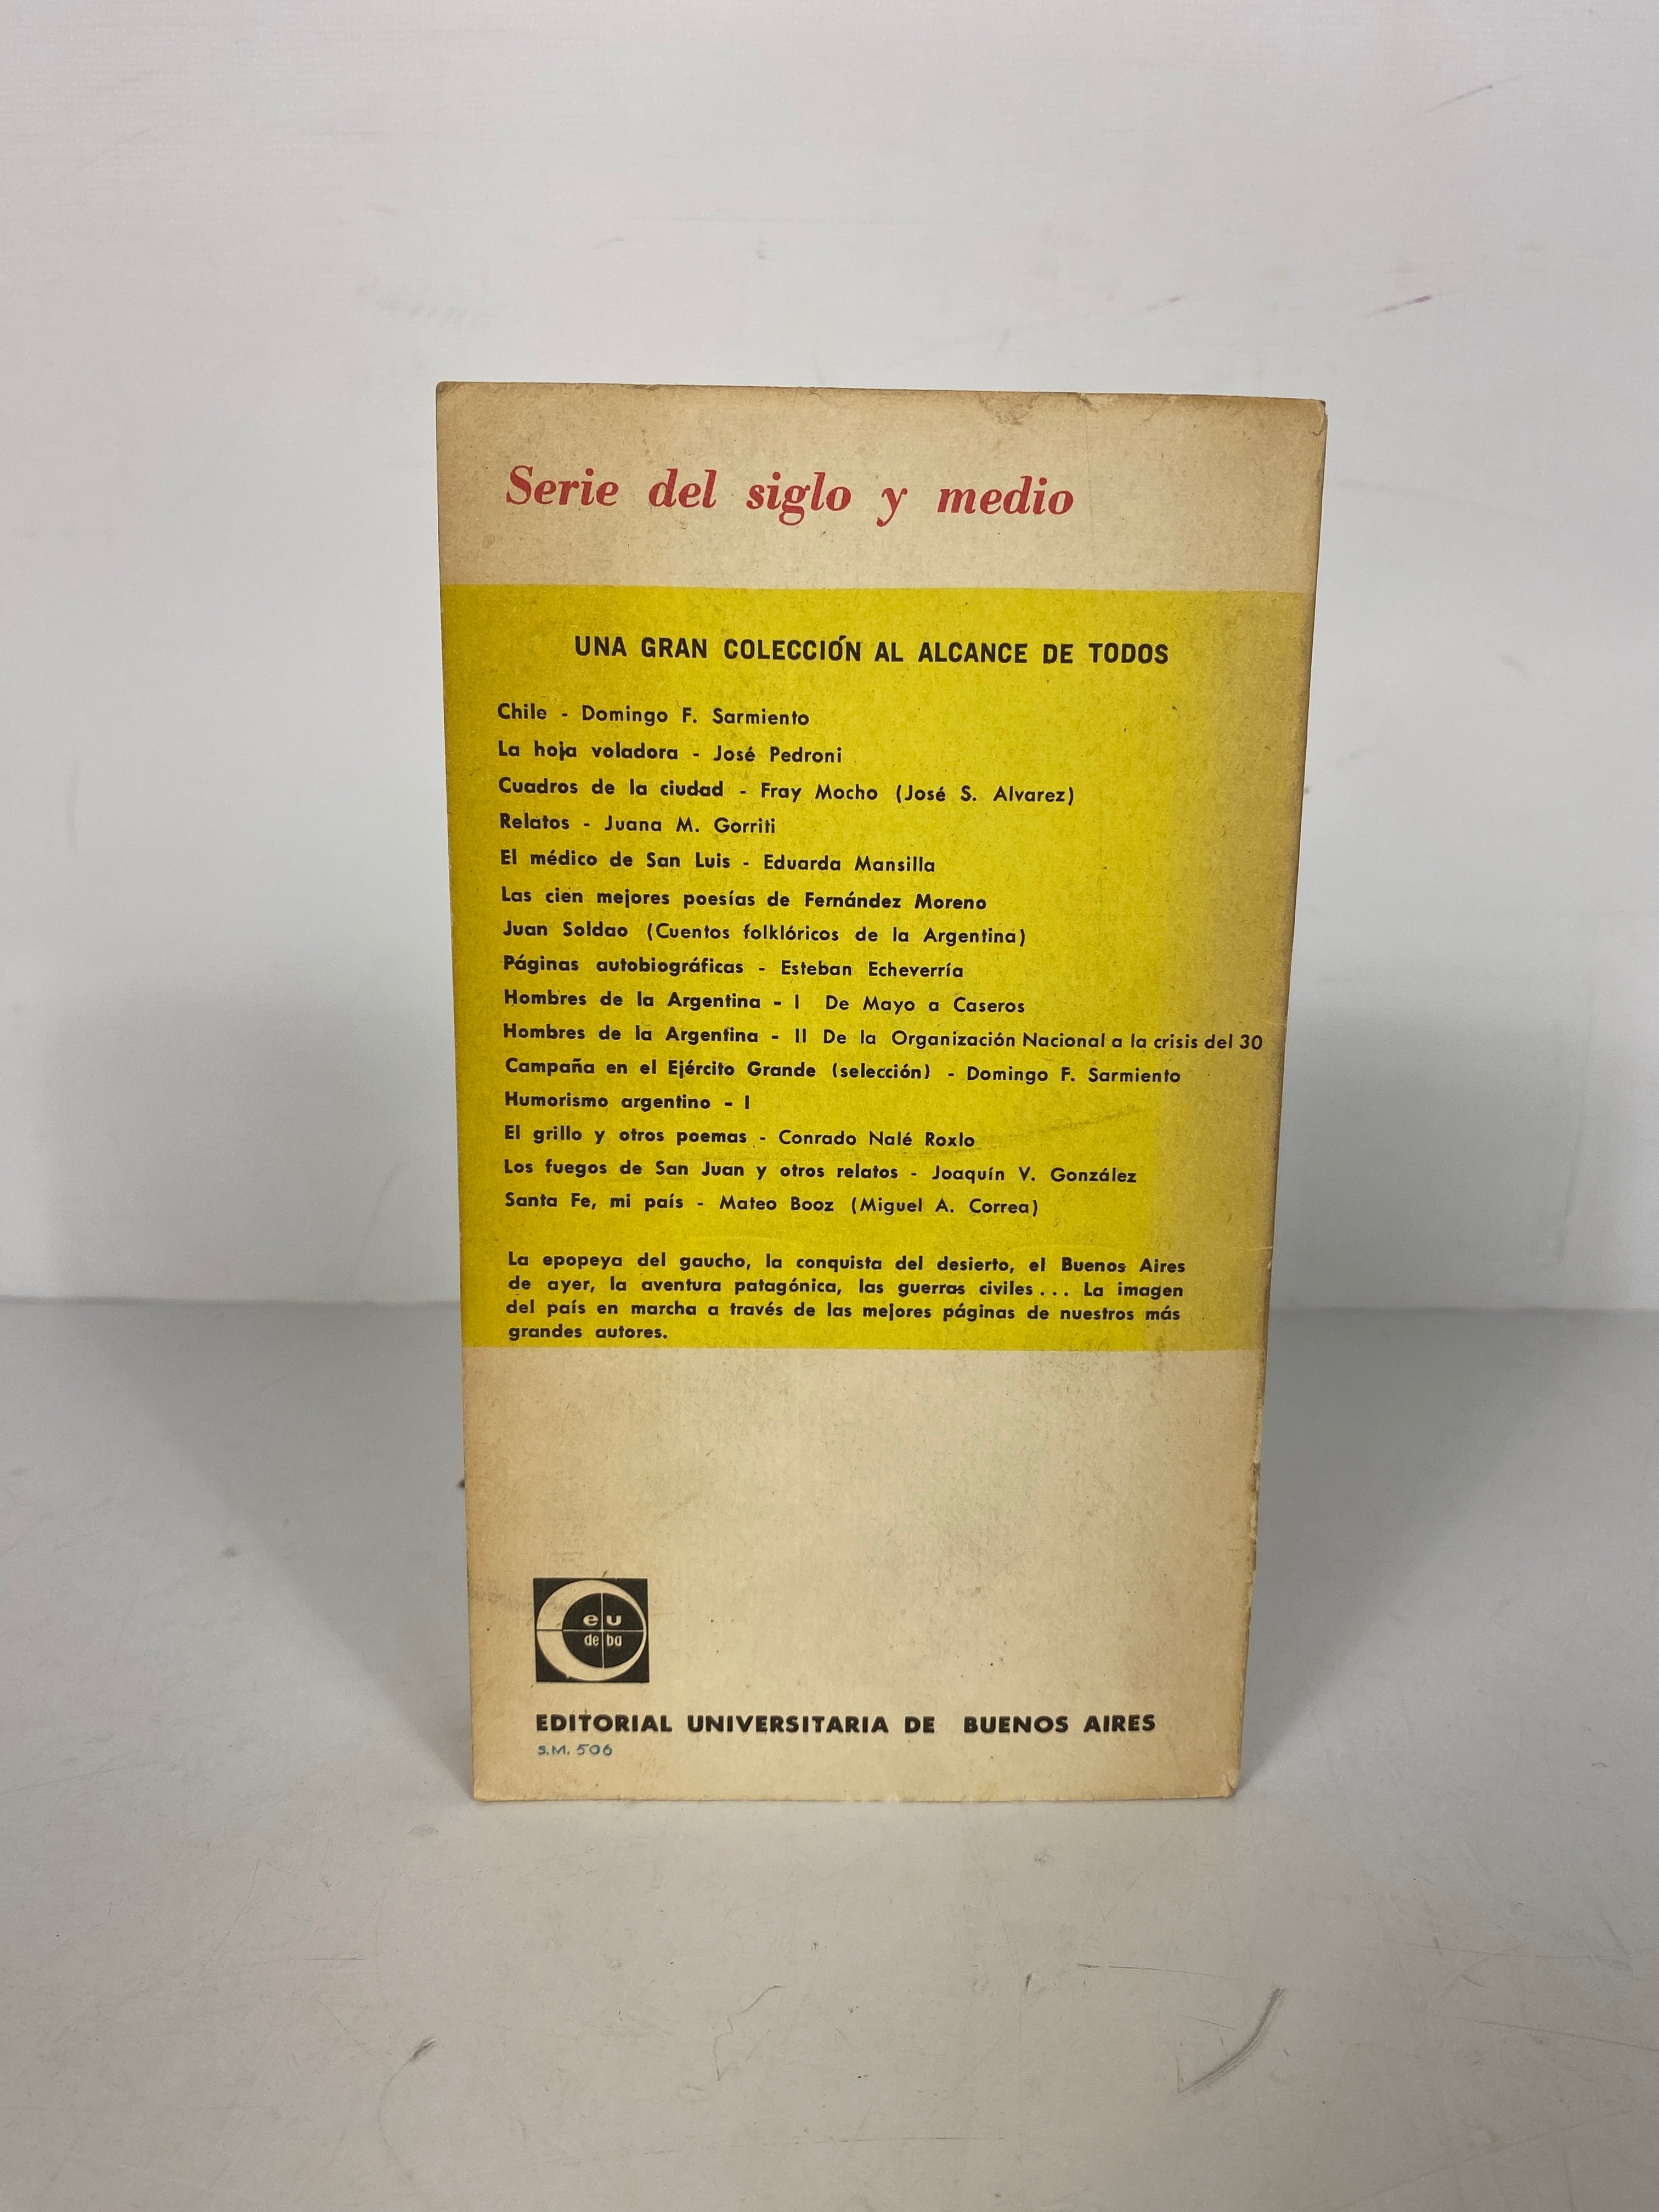 Serie del siglo y medio
UNA GRAN COLECCIÓN AL ALCANCE DE TODOS
Chile - Domingo F. Sarmiento
La hoja voladora - José Pedroni
Cuadros de la ciudad - Fray Mocho (José S. Alvarez)
Relatos - Juana M. Gorriti
El médico de San Luis - Eduarda Mansilla
Las cien mejores poesías de Fernández Moreno
Juan Soldao (Cuentos folklóricos de la Argentina)
Páginas autobiográficas - Esteban Echeverría
Hombres de la Argentina - I De Mayo a Caseros
Hombres de la Argentina - II De la Organización Nacional a la crisis del 30
Campaña en el Ejército Grande (selección) - Domingo F. Sarmiento
Humorismo argentino - I
El grillo y otros poemas - Conrado Nalé Roxlo
Los fuegos de San Juan y otros relatos - Joaquín V. González
Santa Fe, mi país - Mateo Booz (Miguel A. Correa)
La epopeya del gaucho, la conquista del desierto, el Buenos Aires
de ayer, la aventura patagónica, las guerras civiles... La imagen
del país en marcha a través de las mejores páginas de nuestros más
grandes autores.
eu
deba
EDITORIAL UNIVERSITARIA DE BUENOS AIRES
S.M. 506